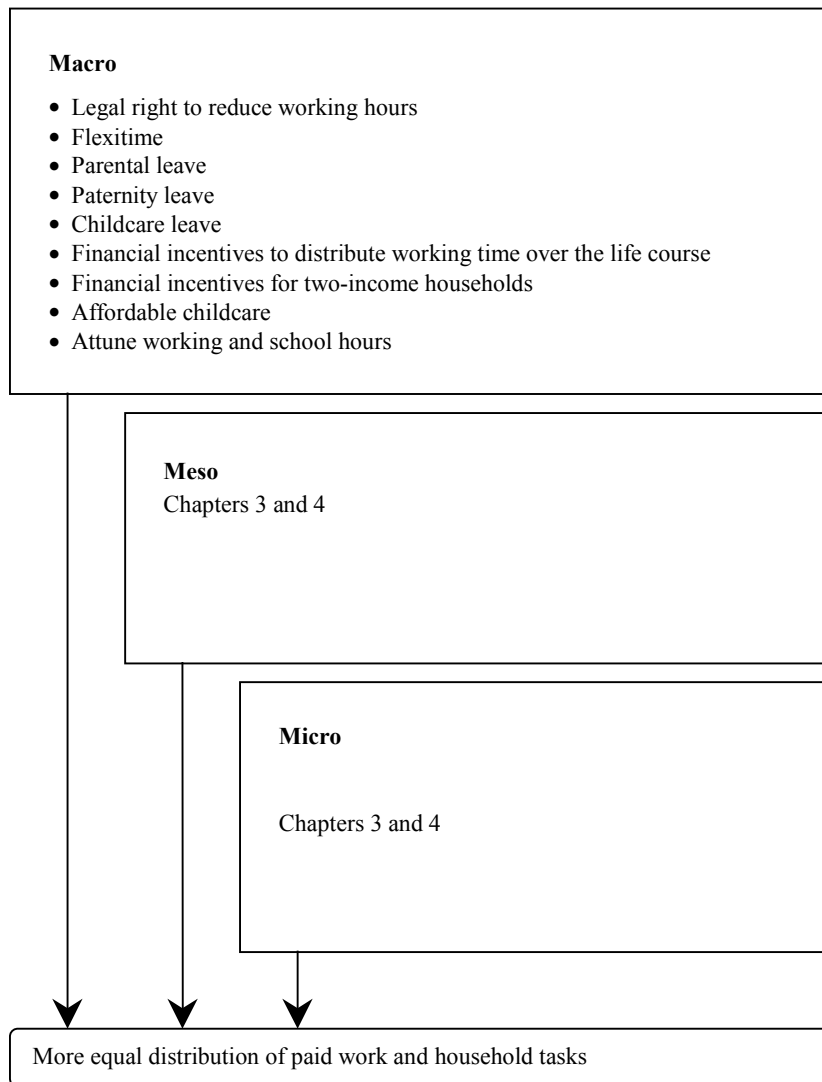 Macro
• Legal right to reduce working hours
• Flexitime
• Parental leave
• Paternity leave
• Childcare leave
• Financial incentives to distribute working time over the life course
• Financial incentives for two-income households
• Affordable childcare
• Attune working and school hours
Meso
Chapters 3 and 4
Micro
Chapters 3 and 4
More equal distribution of paid work and household tasks